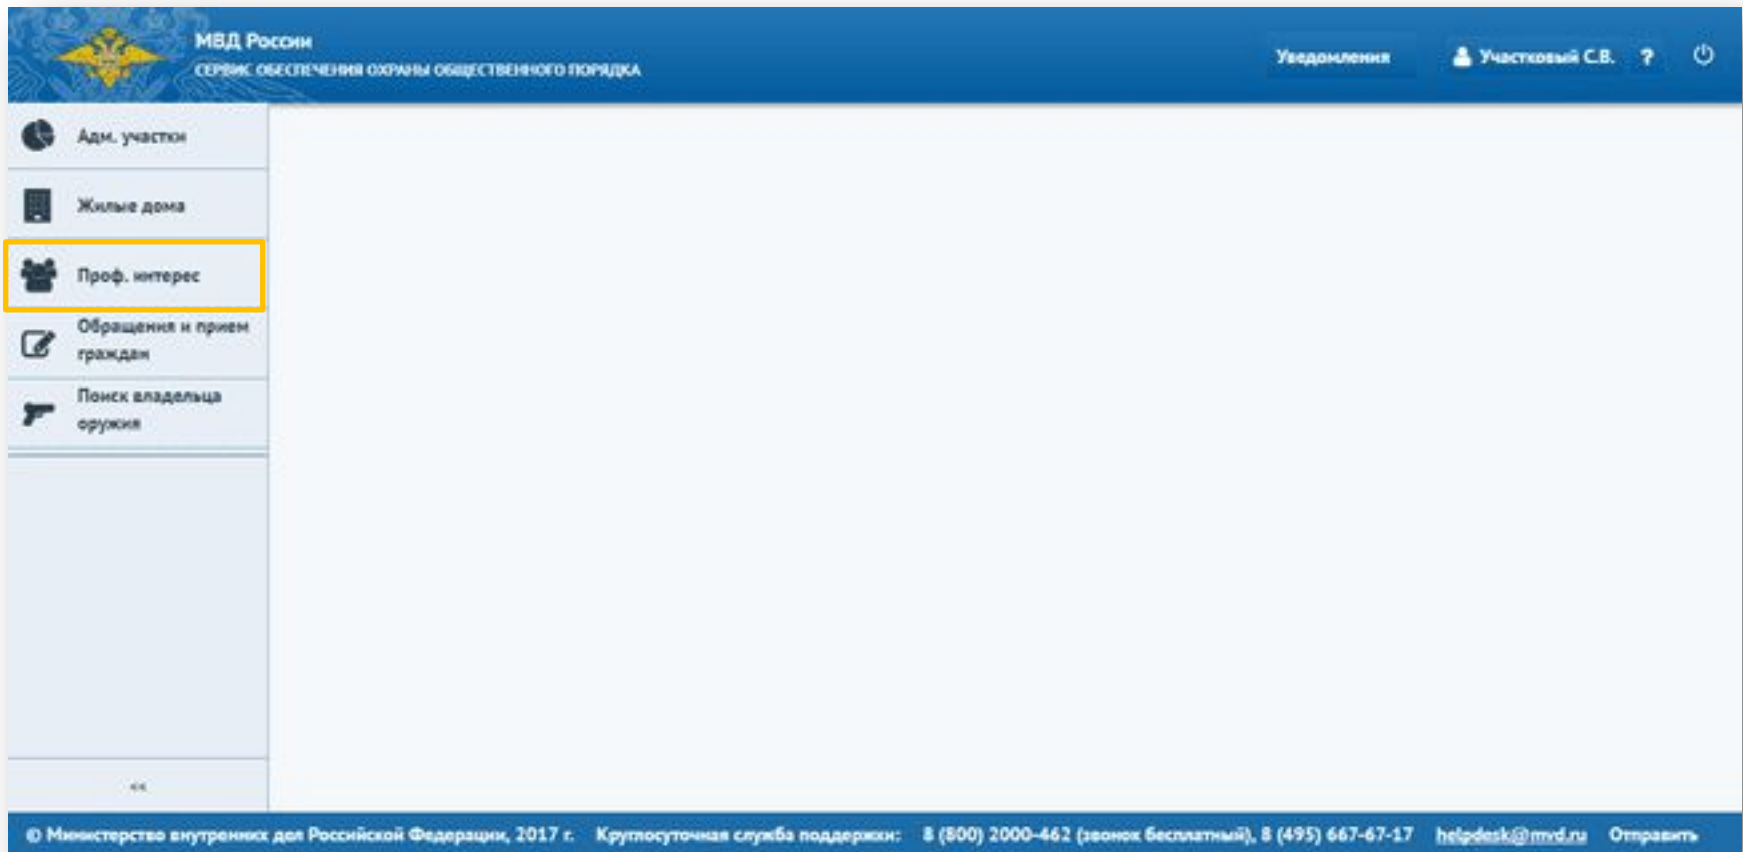 МВД России
СЕРВИС ОБЕСПЕЧЕНИЯ ОХРАНЫ ОБЩЕСТВЕННОГО ПОРЯДКА
Уведомления
Участковый С.В. ?
Адм. участки
Жилые дома
Проф. интерес
Обращения и прием
граждан
Поиск владельца
оружия
<<
© Министерство внутренних дел Российской Федерации, 2017 г. Круглосуточная служба поддержки: 8 (800) 2000-462 (звонок бесплатный), 8 (495) 667-67-17 helpdesk@mvd.ru Отправить